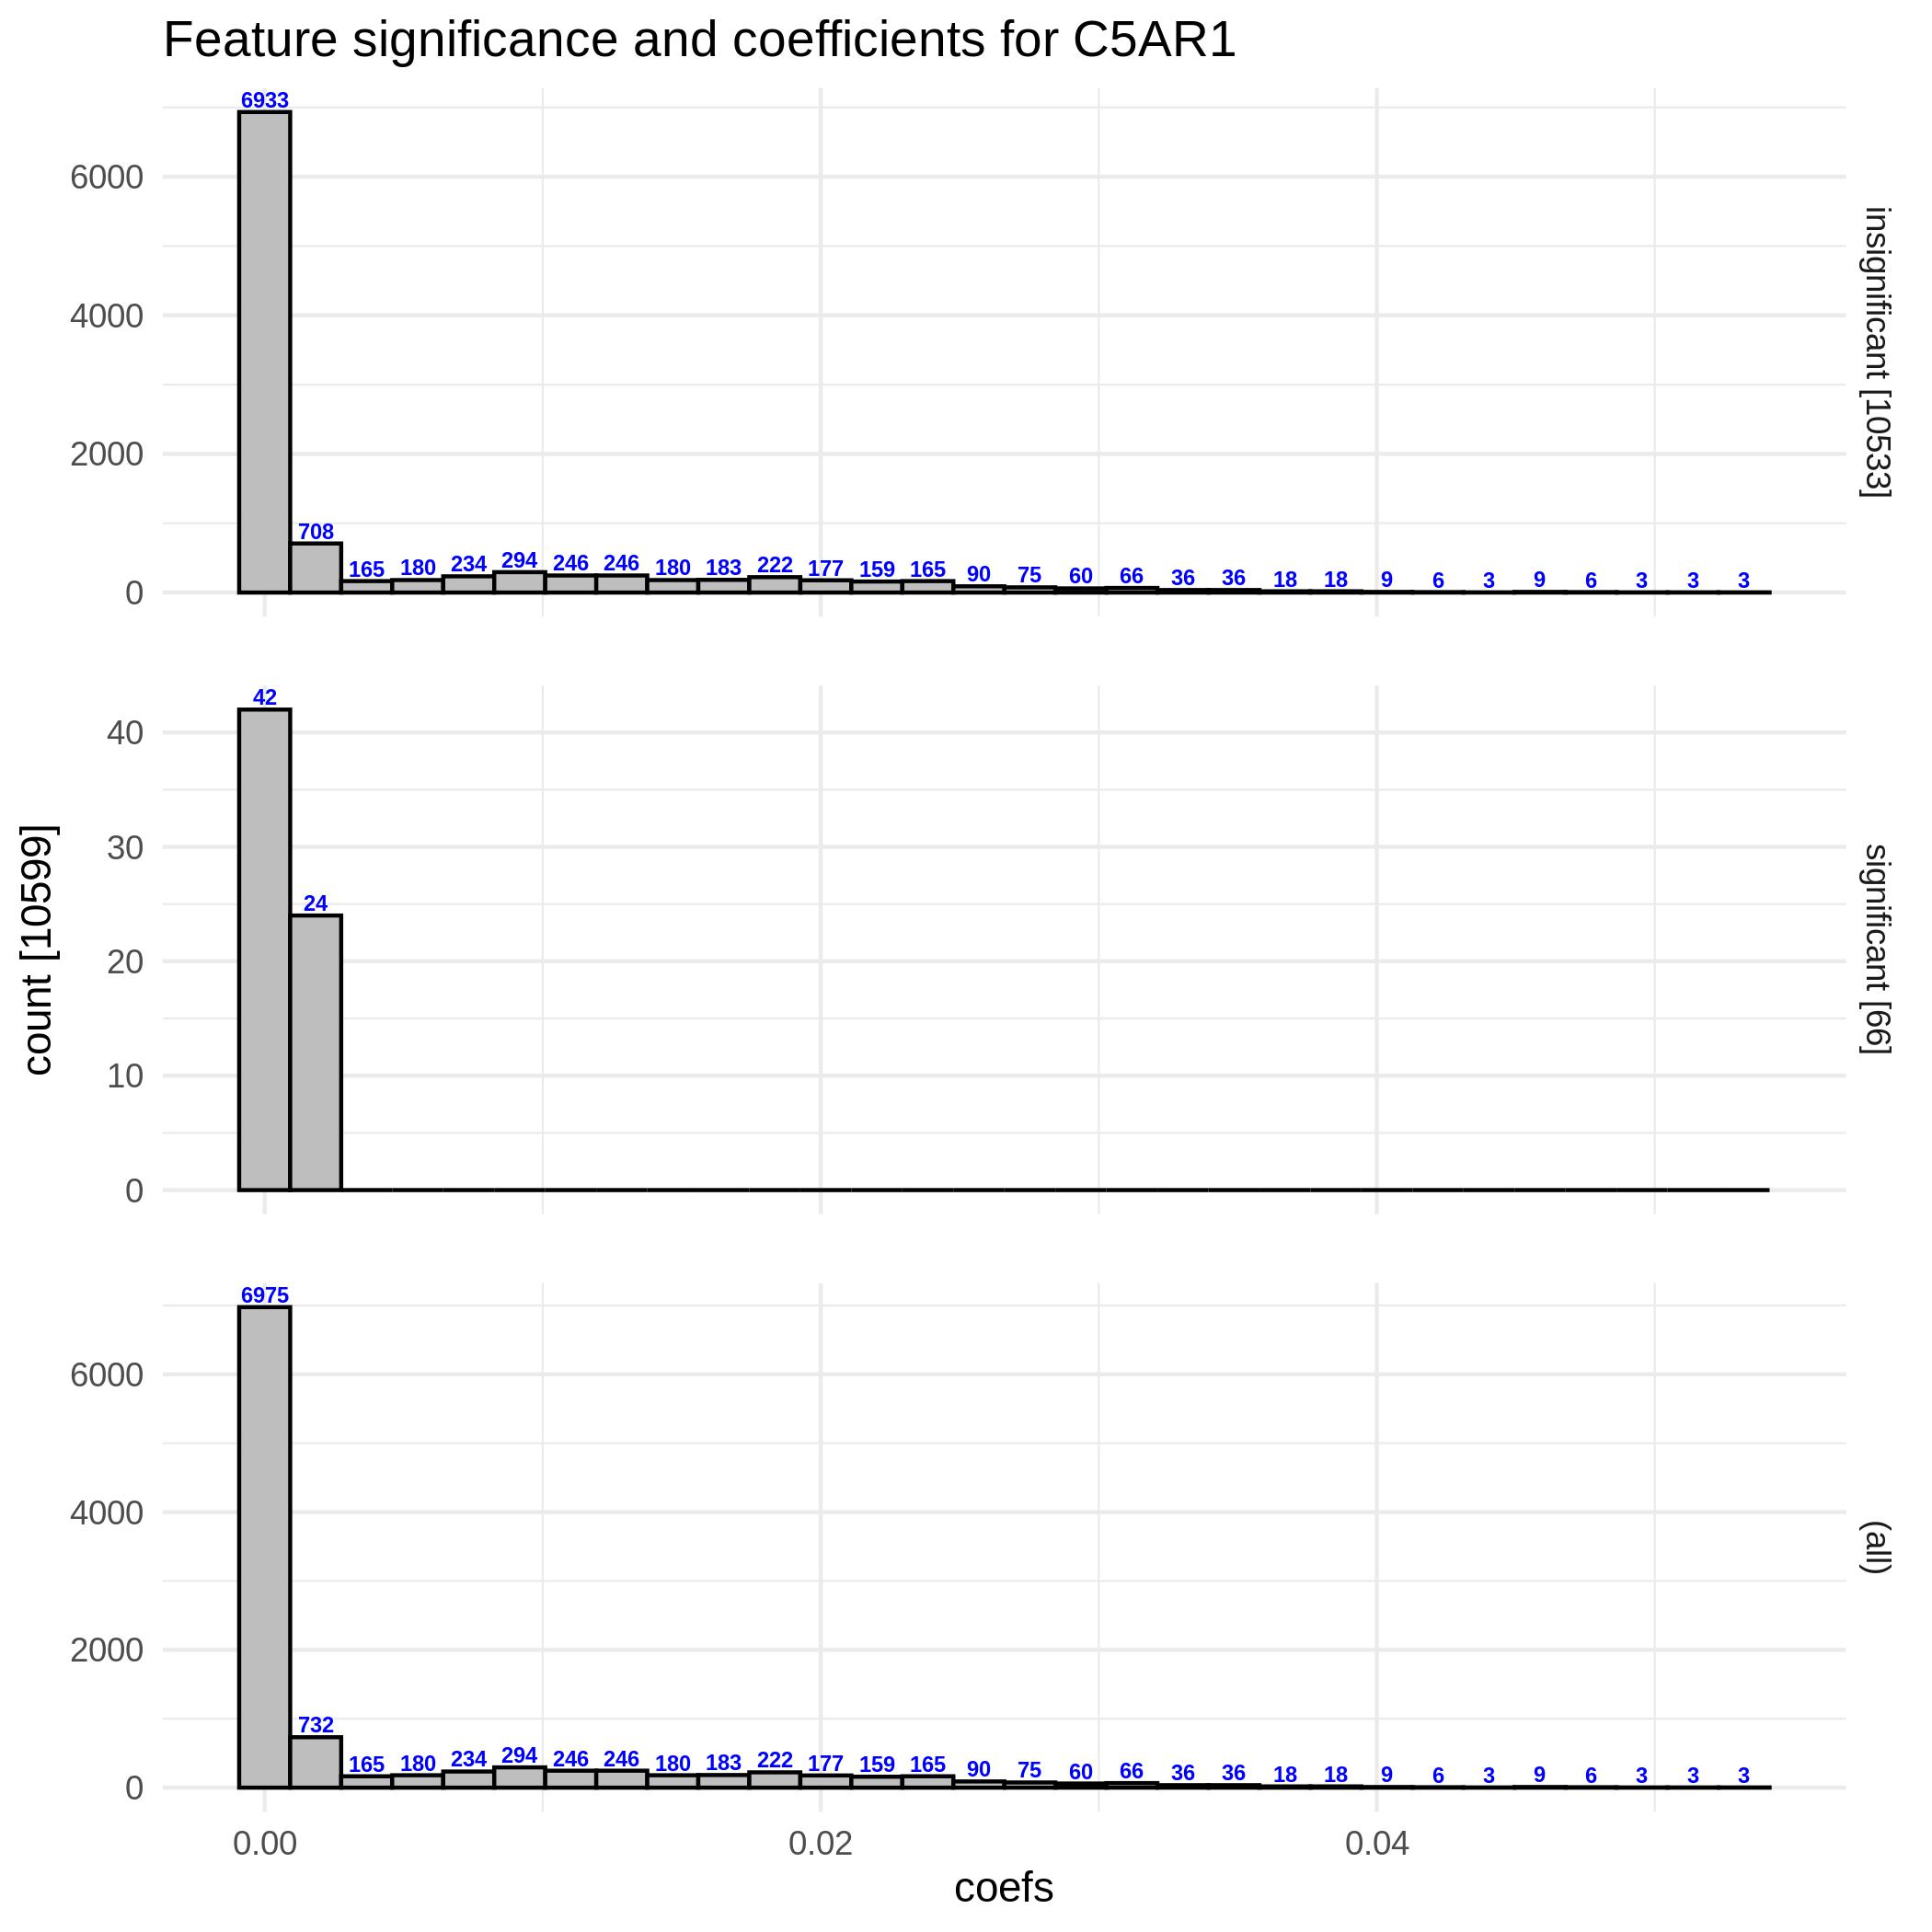 Feature significance and coefficients for C5AR1
6933
6000
4000
2000
708
165 180 234 294 246 246 180 183 222 177 159 165 90 75 60 66 36 36 18 18 9 6 3 9 6 3 3 3
0
insignificant [10533]
42
40
30
24
20
10
0
significant [66]
count [10599]
6975
6000
4000
2000
732
165 180 234 294 246 246 180 183 222 177 159 165 90 75 60 66 36 36 18 18 9 6 3 9 6 3 3 3
0
(all)
0.00 0.02 0.04
coefs